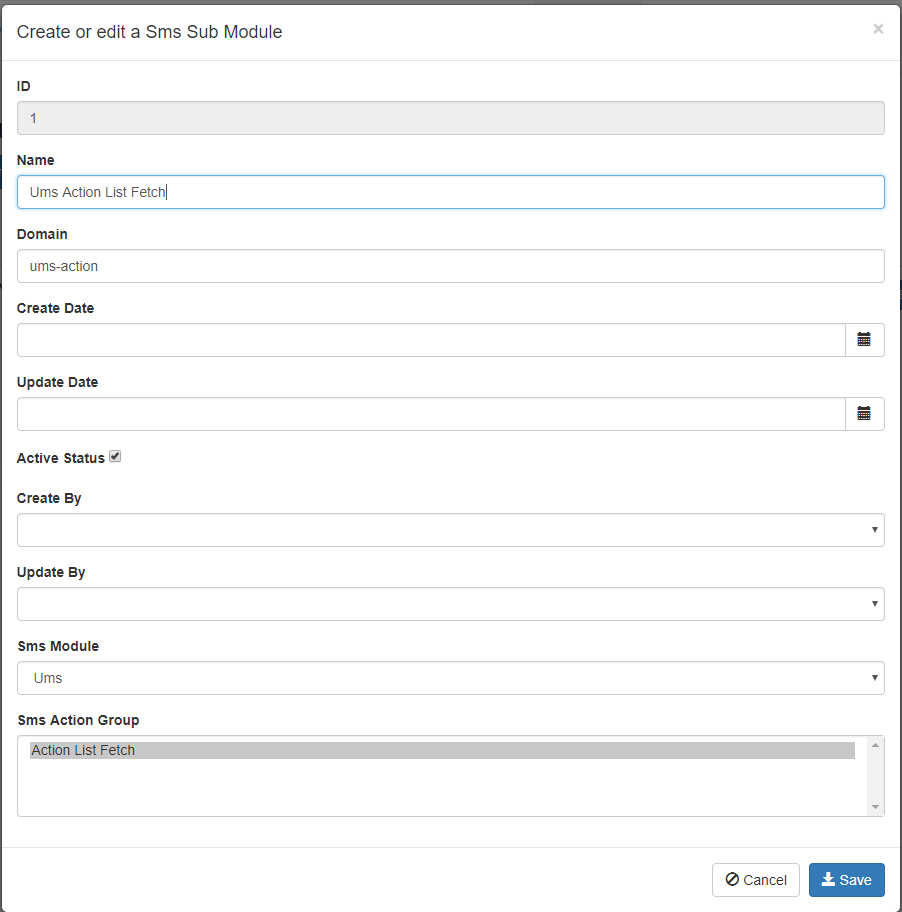 Create or edit a Sms Sub Module
×
ID
1
Name
Ums Action List Fetch
Domain
ums-action
Create Date
Update Date
Active Status
Create By
Update By
Sms Module
Ums
Sms Action Group
Action List Fetch
Cancel Save